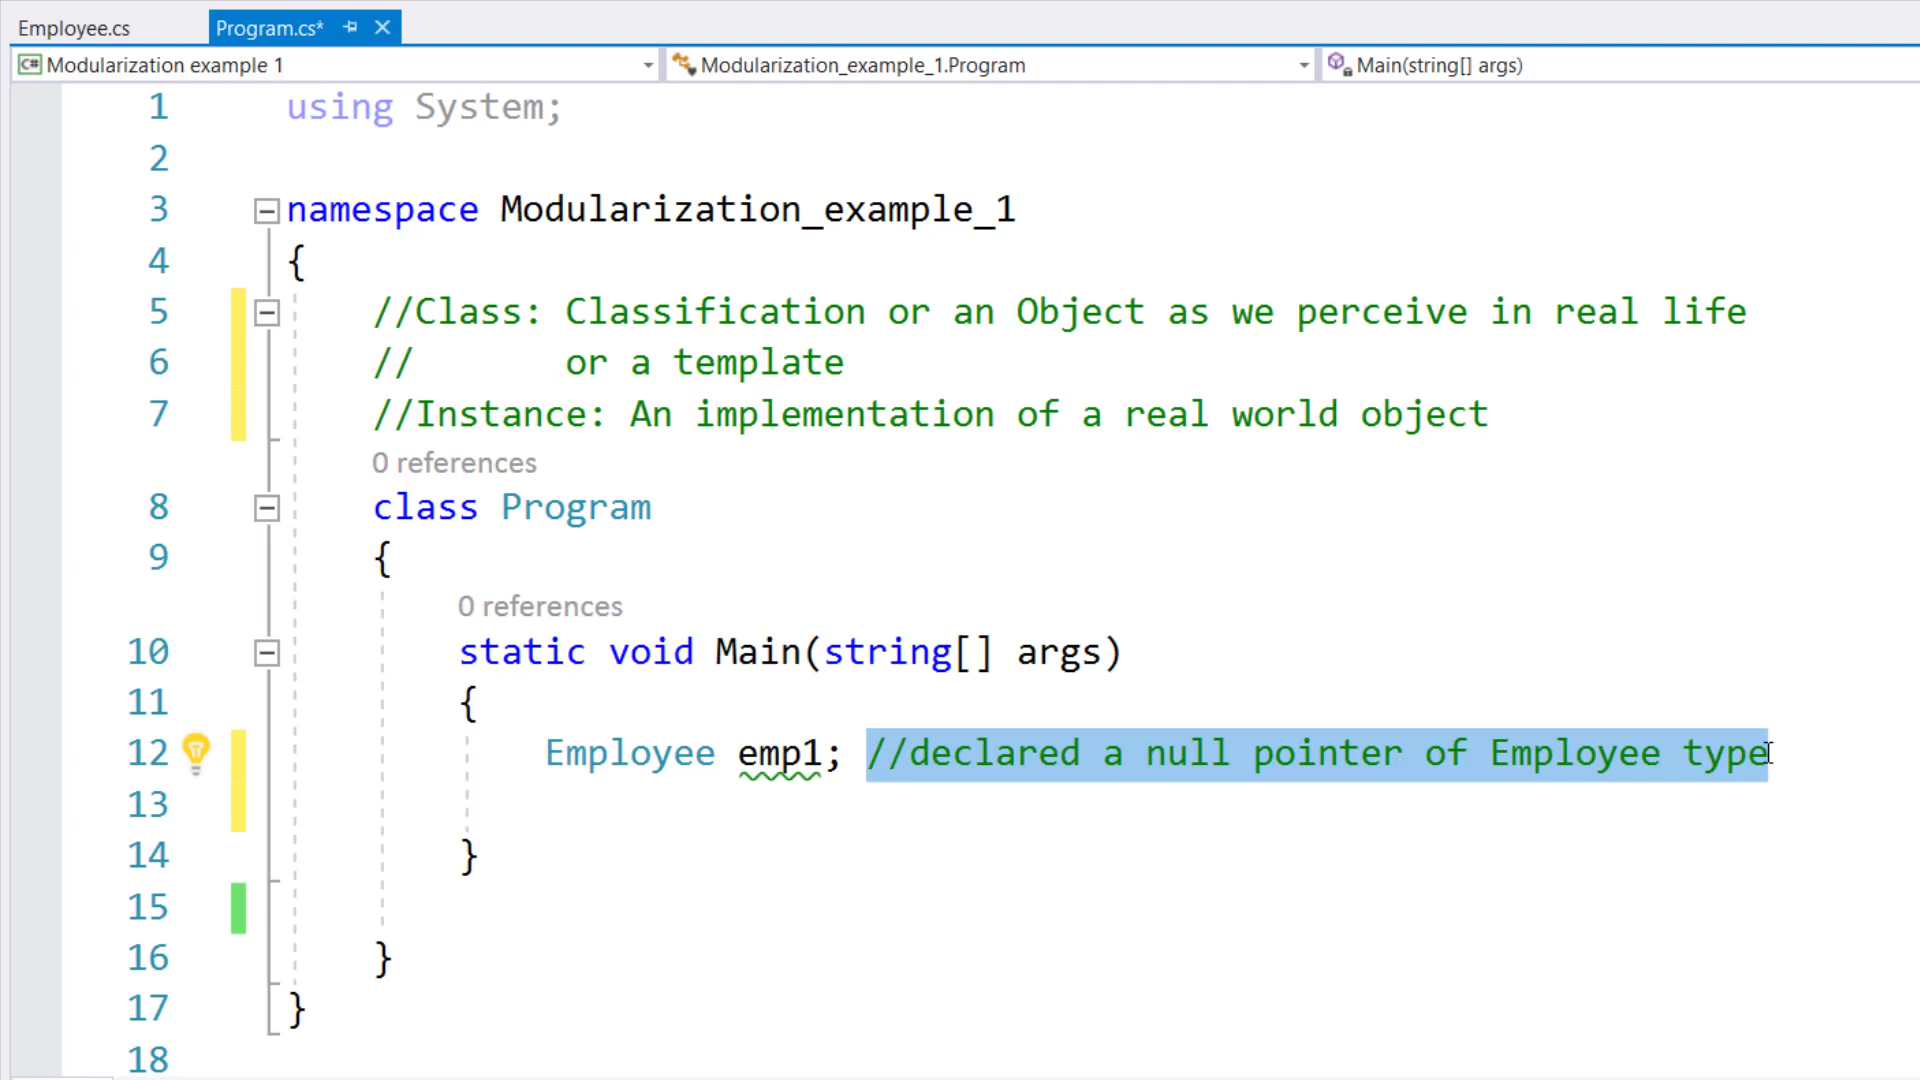 Employee.cs Program.cs*
C# Modularization example 1 Modularization_example_1.Program Main(string[] args)
1 using System;
2
3 namespace Modularization_example_1
4 {
5 //Class: Classification or an Object as we perceive in real life
6 // or a template
7 //Instance: An implementation of a real world object
0 references
8 class Program
9 {
0 references
10 static void Main(string[] args)
11 {
12 Employee emp1; //declared a null pointer of Employee type
13
14 }
15
16 }
17 }
18